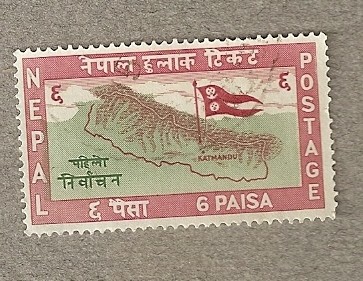 नेपाल हुलाक टिकट
NEPAL
POSTAGE
६
६
KATMANDU
पहिलो
निर्वाचन
६ पैसा
6 PAISA